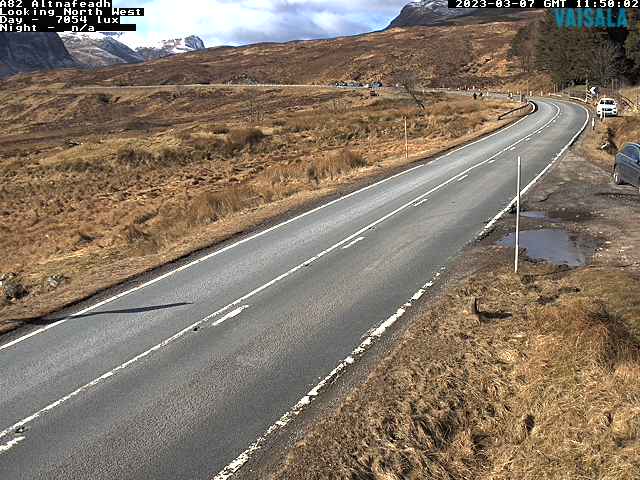 A82 Altnafeadh
Looking North West
Day - 7054 lux
Night - n/a
2023-03-07 GMT 11:50:02
VAISALA